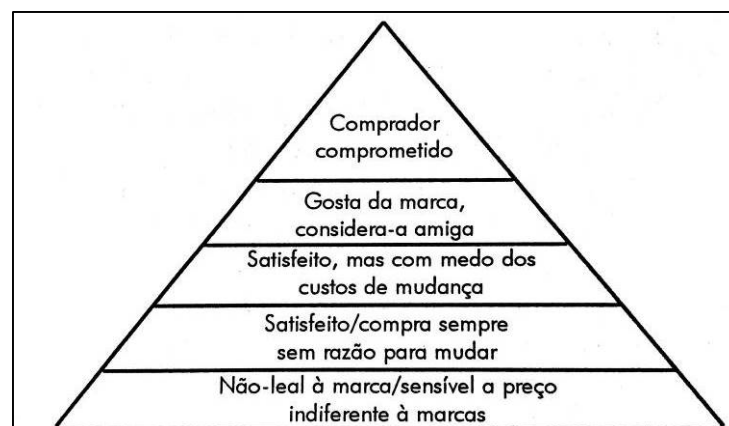 Comprador
comprometido
Gosta da marca,
considera-a amiga
Satisfeito, mas com medo dos
custos de mudança
Satisfeito/compra sempre
sem razão para mudar
Não-leal à marca/sensível a preço
indiferente à marcas